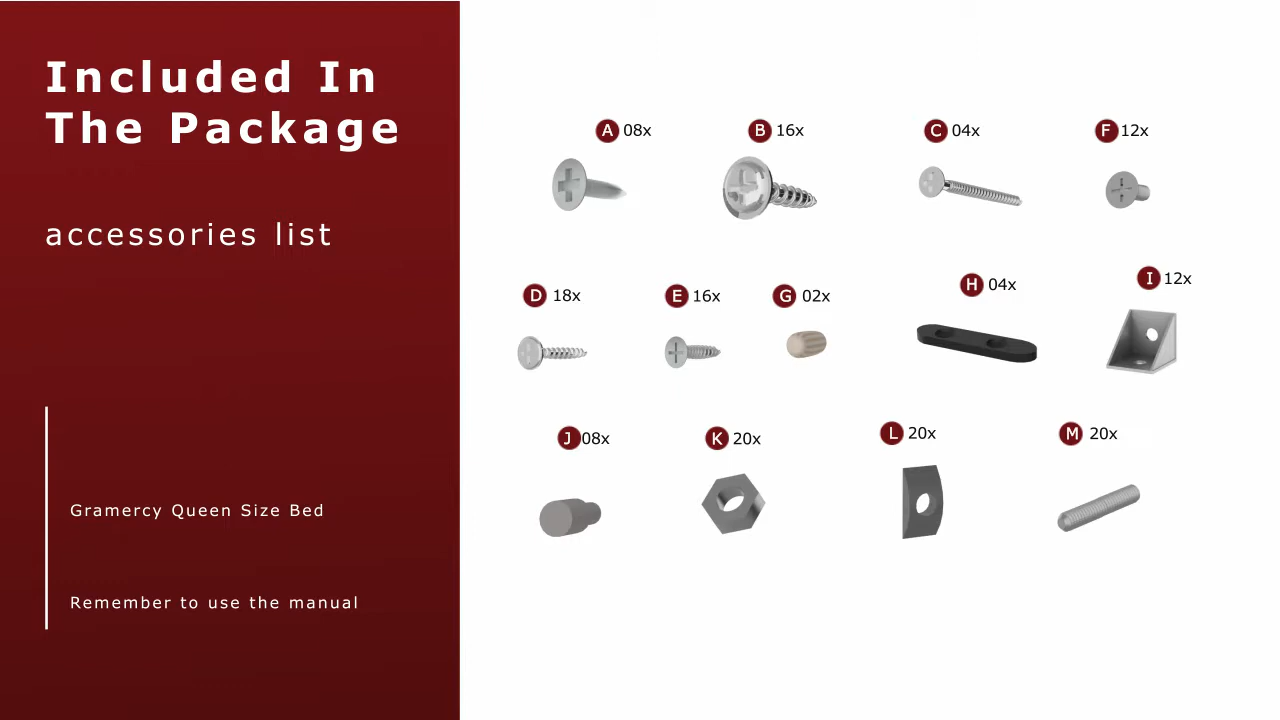 Included In
The Package
accessories list
Gramercy Queen Size Bed
Remember to use the manual
A 08x
B 16x
C 04x
F 12x
D 18x
E 16x
G 02x
H 04x
I 12x
J 08x
K 20x
L 20x
M 20x